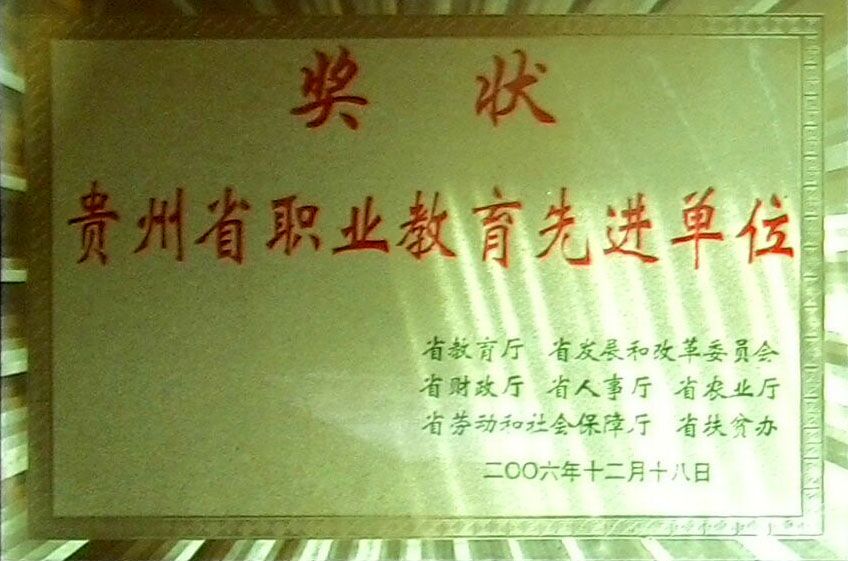 奖 状
贵州省职业教育先进单位
省教育厅 省发展和改革委员会
省财政厅 省人事厅 省农业厅
省劳动和社会保障厅 省扶贫办
二〇〇六年十二月十八日